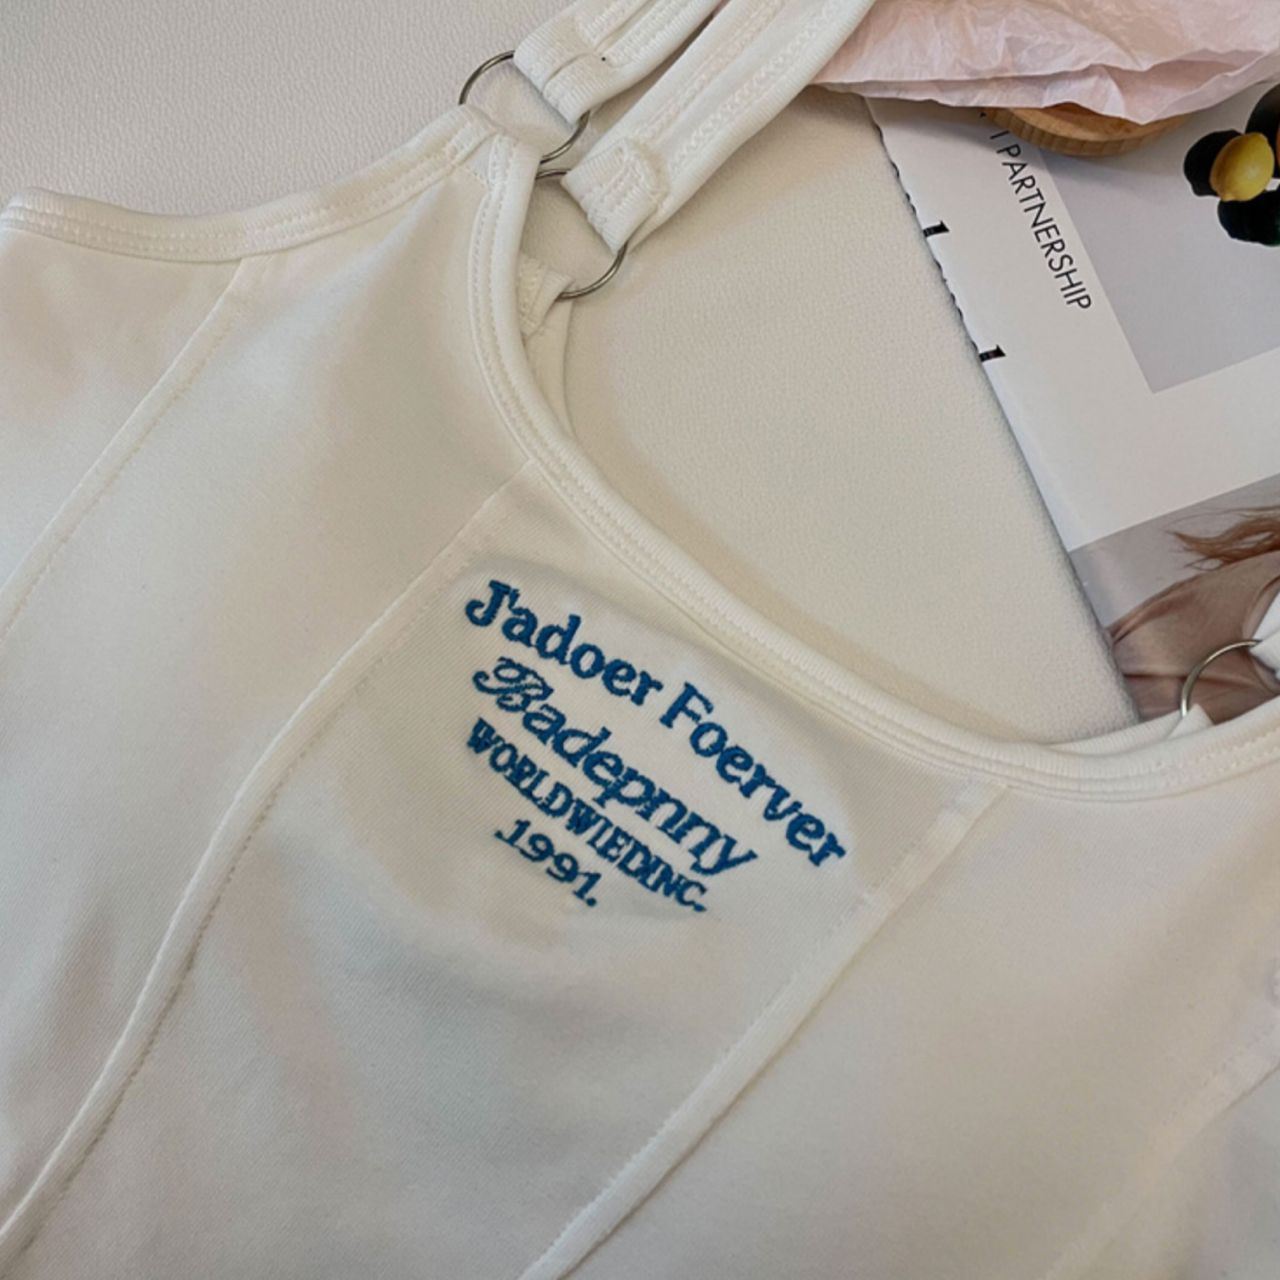 J'adoer Foerver
Badepnny
WORLDWIEDINC.
.1991.
PARTNERSHIP